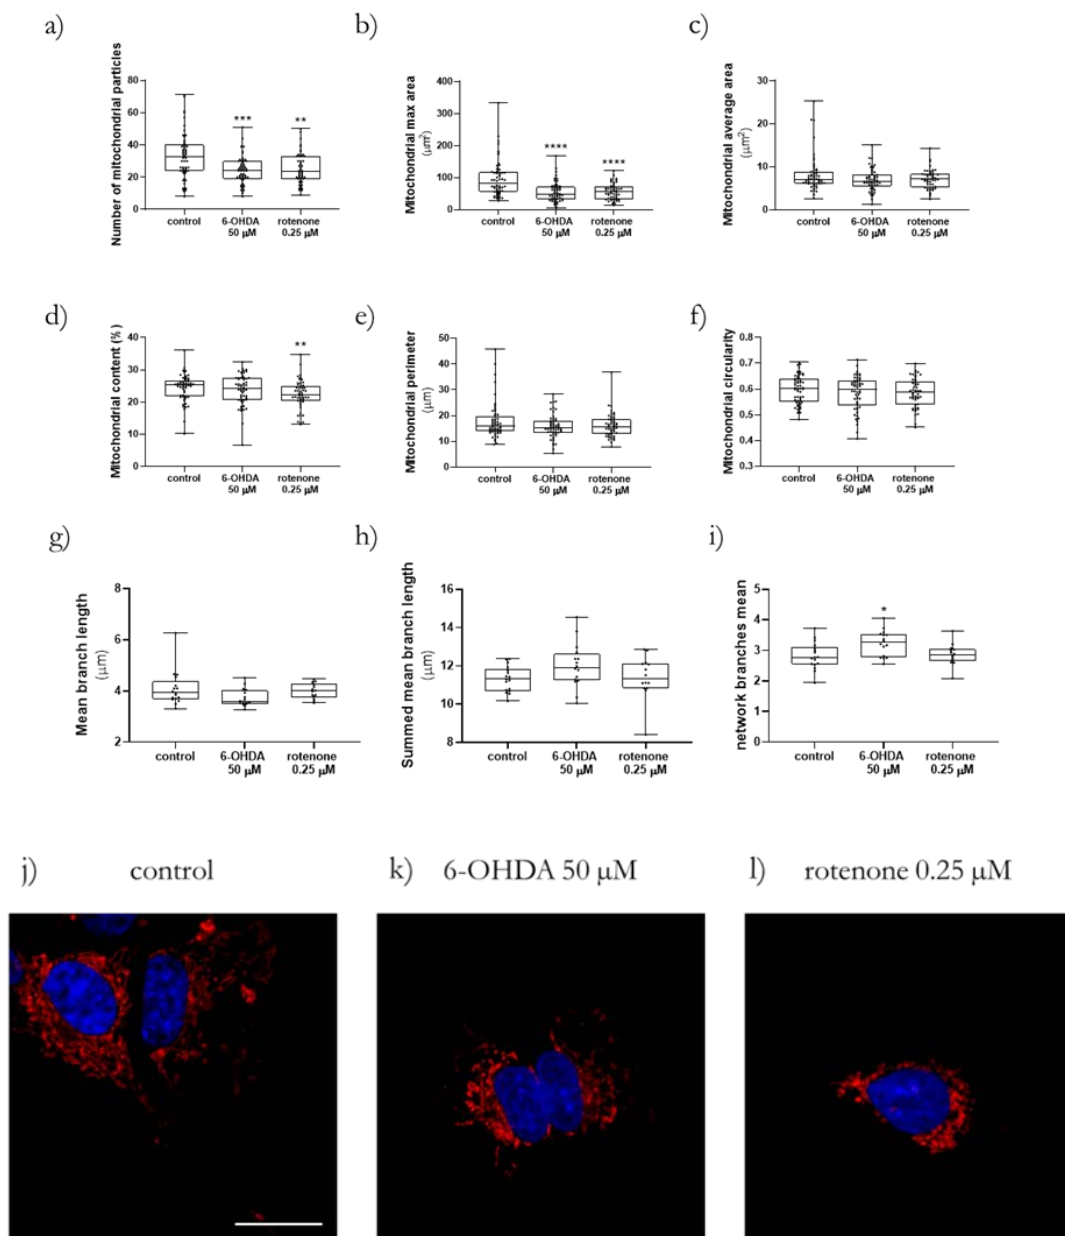 a)
Number of mitochondrial particles
80
60
40
20
0
***
**
control
6-OHDA
50 μM
rotenone
0.25 μM
b)
Mitochondrial max area
(μm²)
400
300
200
100
0
****
****
control
6-OHDA
50 μM
rotenone
0.25 μM
c)
Mitochondrial average area
(μm²)
30
20
10
0
control
6-OHDA
50 μM
rotenone
0.25 μM
d)
Mitochondrial content (%)
40
30
20
10
0
**
control
6-OHDA
50 μM
rotenone
0.25 μM
e)
Mitochondrial perimeter
(μm)
50
40
30
20
10
0
control
6-OHDA
50 μM
rotenone
0.25 μM
f)
Mitochondrial circularity
0.8
0.7
0.6
0.5
0.4
0.3
control
6-OHDA
50 μM
rotenone
0.25 μM
g)
Mean branch length
(μm)
8
6
4
2
control
6-OHDA
50 μM
rotenone
0.25 μM
h)
Summed mean branch length
(μm)
16
14
12
10
8
control
6-OHDA
50 μM
rotenone
0.25 μM
i)
network branches mean
5
4
3
2
1
0
*
control
6-OHDA
50 μM
rotenone
0.25 μM
j) control
k) 6-OHDA 50 μM
l) rotenone 0.25 μM